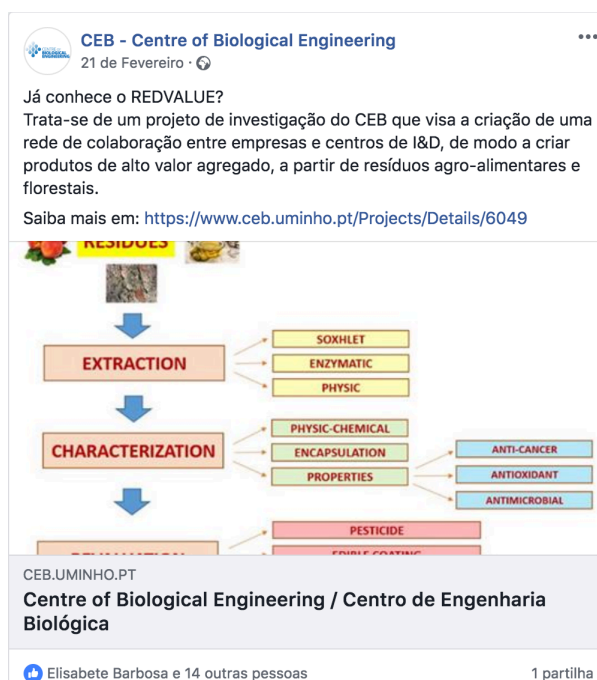 CEB - Centre of Biological Engineering
21 de Fevereiro ·
Já conhece o REDVALUE?
Trata-se de um projeto de investigação do CEB que visa a criação de uma
rede de colaboração entre empresas e centros de I&D, de modo a criar
produtos de alto valor agregado, a partir de resíduos agro-alimentares e
florestais.
Saiba mais em: https://www.ceb.uminho.pt/Projects/Details/6049
RESIDUES
EXTRACTION
SOXHLET
ENZYMATIC
PHYSIC
CHARACTERIZATION
PHYSIC-CHEMICAL
ENCAPSULATION
PROPERTIES
ANTI-CANCER
ANTIOXIDANT
ANTIMICROBIAL
REVALUATION
PESTICIDE
EDIBLE COATING
CEB.UMINHO.PT
Centre of Biological Engineering / Centro de Engenharia
Biológica
Elisabete Barbosa e 14 outras pessoas
1 partilha